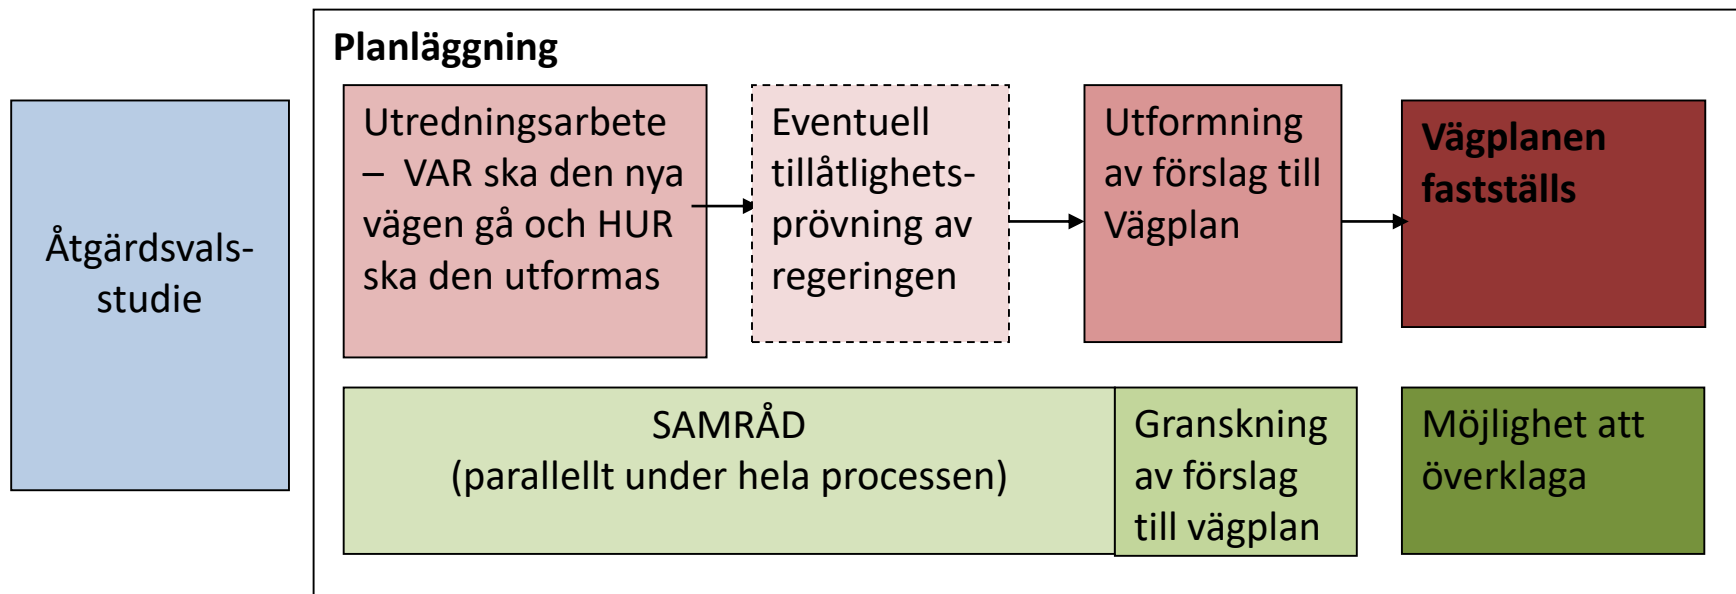 Planläggning
Åtgärdsvals-
studie
Utredningsarbete
– VAR ska den nya
vägen gå och HUR
ska den utformas
Eventuell
tillåtlighets-
prövning av
regeringen
Utformning
av förslag till
Vägplan
Vägplanen
fastställs
SAMRÅD
(parallellt under hela processen)
Granskning
av förslag
till vägplan
Möjlighet att
överklaga